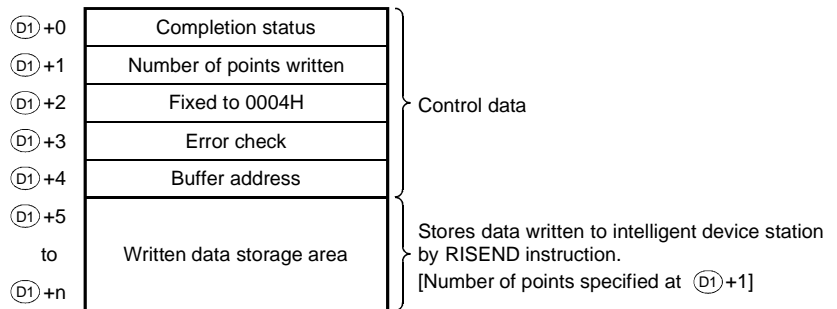 D1 +0 Completion status
D1 +1 Number of points written
D1 +2 Fixed to 0004H
D1 +3 Error check
D1 +4 Buffer address
Control data
D1 +5
to Written data storage area
D1 +n
Stores data written to intelligent device station
by RISEND instruction.
[Number of points specified at D1 +1]